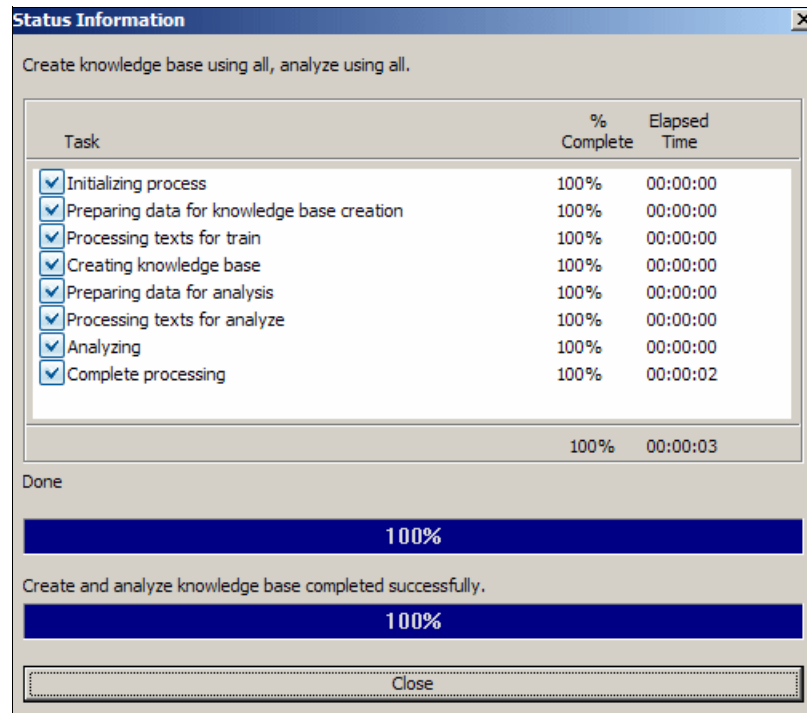 Status Information
Create knowledge base using all, analyze using all.
% Elapsed
Task Complete Time
Initializing process 100% 00:00:00
Preparing data for knowledge base creation 100% 00:00:00
Processing texts for train 100% 00:00:00
Creating knowledge base 100% 00:00:00
Preparing data for analysis 100% 00:00:00
Processing texts for analyze 100% 00:00:00
Analyzing 100% 00:00:00
Complete processing 100% 00:00:02
100% 00:00:03
Done
100%
Create and analyze knowledge base completed successfully.
100%
Close